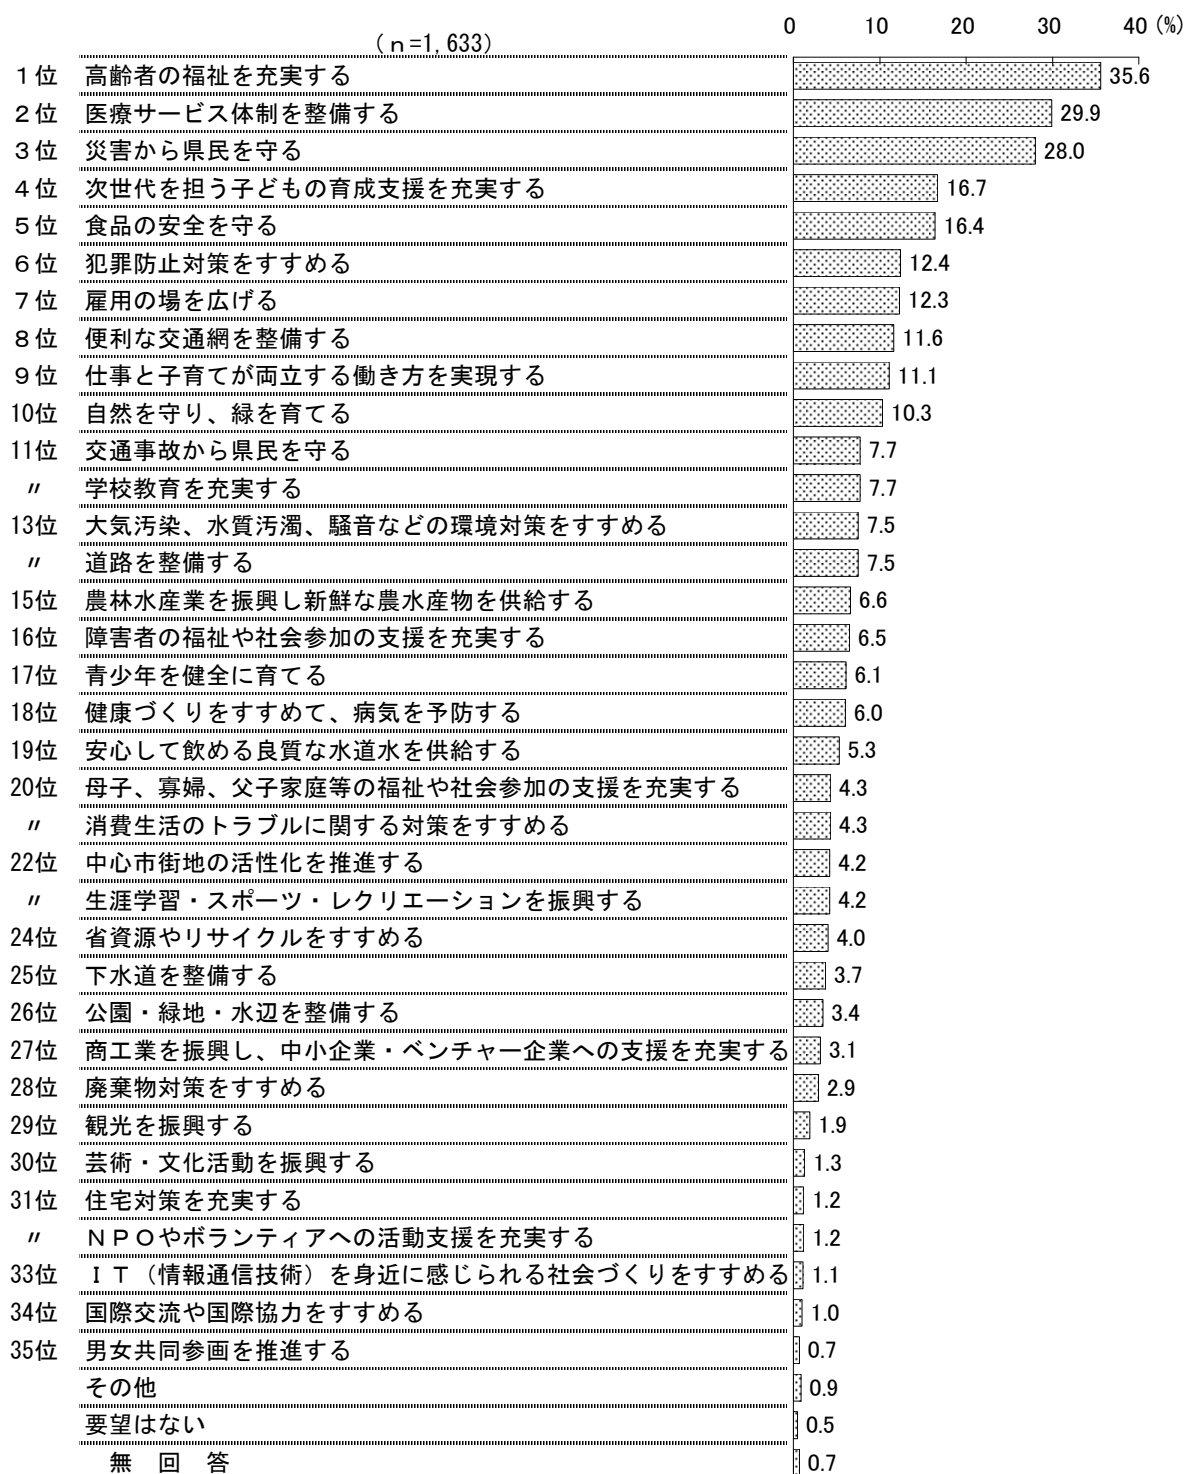 0 10 20 30 40 (%)
(ｎ=1,633)
１位 高齢者の福祉を充実する 35.6
２位 医療サービス体制を整備する 29.9
３位 災害から県民を守る 28.0
４位 次世代を担う子どもの育成支援を充実する 16.7
５位 食品の安全を守る 16.4
６位 犯罪防止対策をすすめる 12.4
７位 雇用の場を広げる 12.3
８位 便利な交通網を整備する 11.6
９位 仕事と子育てが両立する働き方を実現する 11.1
10位 自然を守り、緑を育てる 10.3
11位 交通事故から県民を守る 7.7
〃 学校教育を充実する 7.7
13位 大気汚染、水質汚濁、騒音などの環境対策をすすめる 7.5
〃 道路を整備する 7.5
15位 農林水産業を振興し新鮮な農水産物を供給する 6.6
16位 障害者の福祉や社会参加の支援を充実する 6.5
17位 青少年を健全に育てる 6.1
18位 健康づくりをすすめて、病気を予防する 6.0
19位 安心して飲める良質な水道水を供給する 5.3
20位 母子、寡婦、父子家庭等の福祉や社会参加の支援を充実する 4.3
〃 消費生活のトラブルに関する対策をすすめる 4.3
22位 中心市街地の活性化を推進する 4.2
〃 生涯学習・スポーツ・レクリエーションを振興する 4.2
24位 省資源やリサイクルをすすめる 4.0
25位 下水道を整備する 3.7
26位 公園・緑地・水辺を整備する 3.4
27位 商工業を振興し、中小企業・ベンチャー企業への支援を充実する 3.1
28位 廃棄物対策をすすめる 2.9
29位 観光を振興する 1.9
30位 芸術・文化活動を振興する 1.3
31位 住宅対策を充実する 1.2
〃 ＮＰＯやボランティアへの活動支援を充実する 1.2
33位 ＩＴ（情報通信技術）を身近に感じられる社会づくりをすすめる 1.1
34位 国際交流や国際協力をすすめる 1.0
35位 男女共同参画を推進する 0.7
その他 0.9
要望はない 0.5
無　回　答 0.7